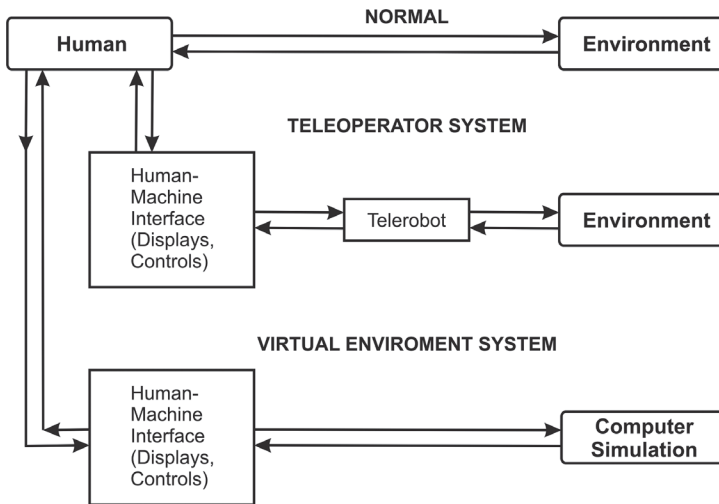 NORMAL
Human
Environment
TELEOPERATOR SYSTEM
Human-
Machine
Interface
(Displays,
Controls)
Telerobot
Environment
VIRTUAL ENVIROMENT SYSTEM
Human-
Machine
Interface
(Displays,
Controls)
Computer
Simulation